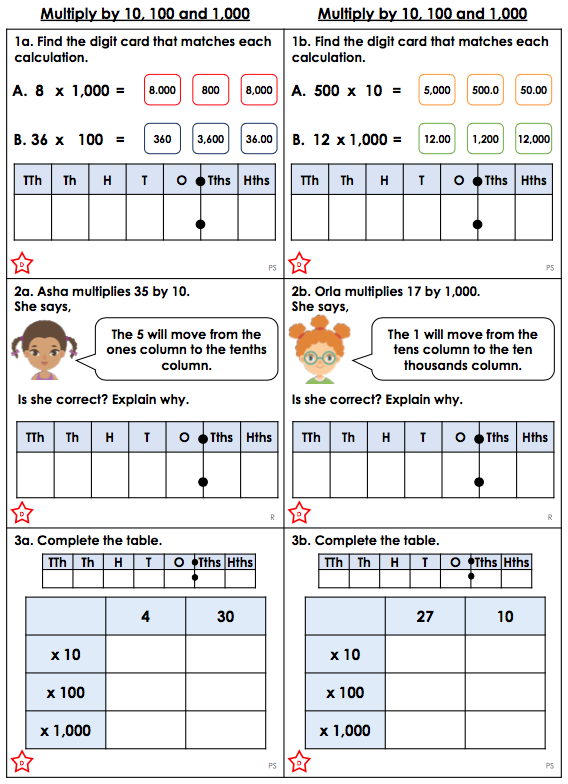 Multiply by 10, 100 and 1,000
Multiply by 10, 100 and 1,000
1a. Find the digit card that matches each
calculation.
A. 8 x 1,000 = 8.000 800 8,000
B. 36 x 100 = 360 3,600 36.00
TTh Th H T O Tths Hths
D
PS
1b. Find the digit card that matches each
calculation.
A. 500 x 10 = 5,000 500.0 50.00
B. 12 x 1,000 = 12.00 1,200 12,000
TTh Th H T O Tths Hths
D
PS
2a. Asha multiplies 35 by 10.
She says,
The 5 will move from the
ones column to the tenths
column.
Is she correct? Explain why.
TTh Th H T O Tths Hths
D
R
2b. Orla multiplies 17 by 1,000.
She says,
The 1 will move from the
tens column to the ten
thousands column.
Is she correct? Explain why.
TTh Th H T O Tths Hths
D
R
3a. Complete the table.
TTh Th H T O Tths Hths
4 30
x 10
x 100
x 1,000
D
PS
3b. Complete the table.
TTh Th H T O Tths Hths
27 10
x 10
x 100
x 1,000
D
PS